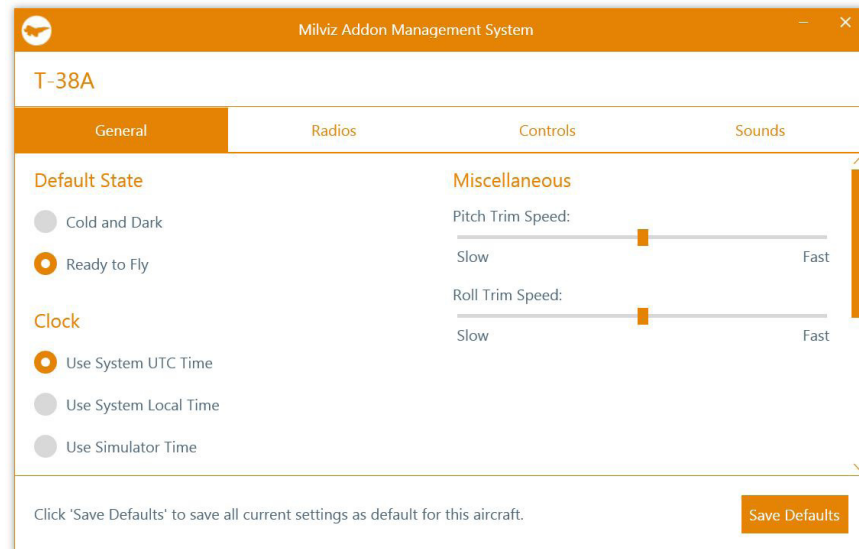 Milviz Addon Management System
T-38A
General Radios Controls Sounds
Default State
Cold and Dark
Ready to Fly
Clock
Use System UTC Time
Use System Local Time
Use Simulator Time
Miscellaneous
Pitch Trim Speed:
Slow Fast
Roll Trim Speed:
Slow Fast
Click 'Save Defaults' to save all current settings as default for this aircraft.
Save Defaults